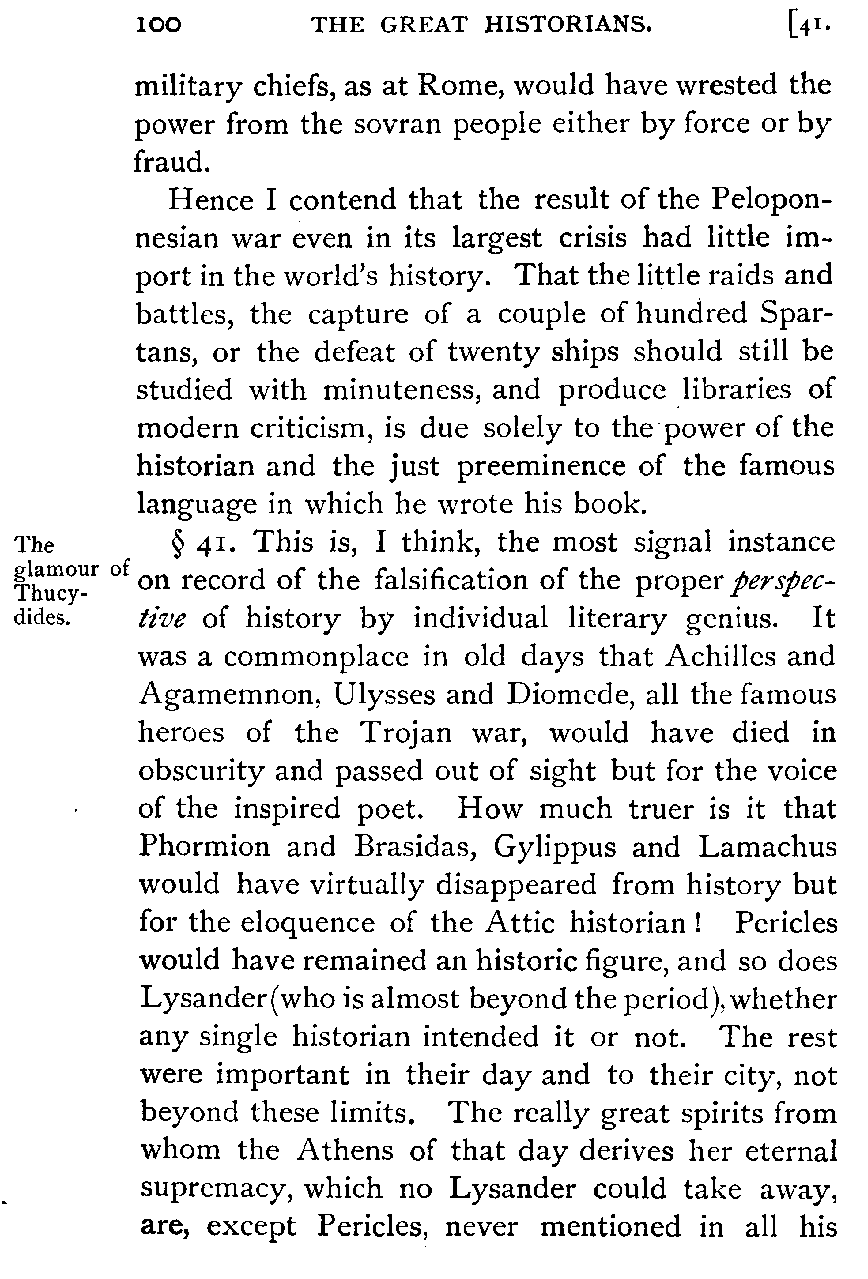 100 THE GREAT HISTORIANS. [41.
military chiefs, as at Rome, would have wrested the
power from the sovran people either by force or by
fraud.
Hence I contend that the result of the Pelopon-
nesian war even in its largest crisis had little im-
port in the world's history. That the little raids and
battles, the capture of a couple of hundred Spar-
tans, or the defeat of twenty ships should still be
studied with minuteness, and produce libraries of
modern criticism, is due solely to the power of the
historian and the just preeminence of the famous
language in which he wrote his book.
The
glamour of
Thucy-
dides.
§ 41. This is, I think, the most signal instance
on record of the falsification of the proper perspec-
tive of history by individual literary genius. It
was a commonplace in old days that Achilles and
Agamemnon, Ulysses and Diomede, all the famous
heroes of the Trojan war, would have died in
obscurity and passed out of sight but for the voice
of the inspired poet. How much truer is it that
Phormion and Brasidas, Gylippus and Lamachus
would have virtually disappeared from history but
for the eloquence of the Attic historian! Pericles
would have remained an historic figure, and so does
Lysander (who is almost beyond the period), whether
any single historian intended it or not. The rest
were important in their day and to their city, not
beyond these limits. The really great spirits from
whom the Athens of that day derives her eternal
supremacy, which no Lysander could take away,
are, except Pericles, never mentioned in all his